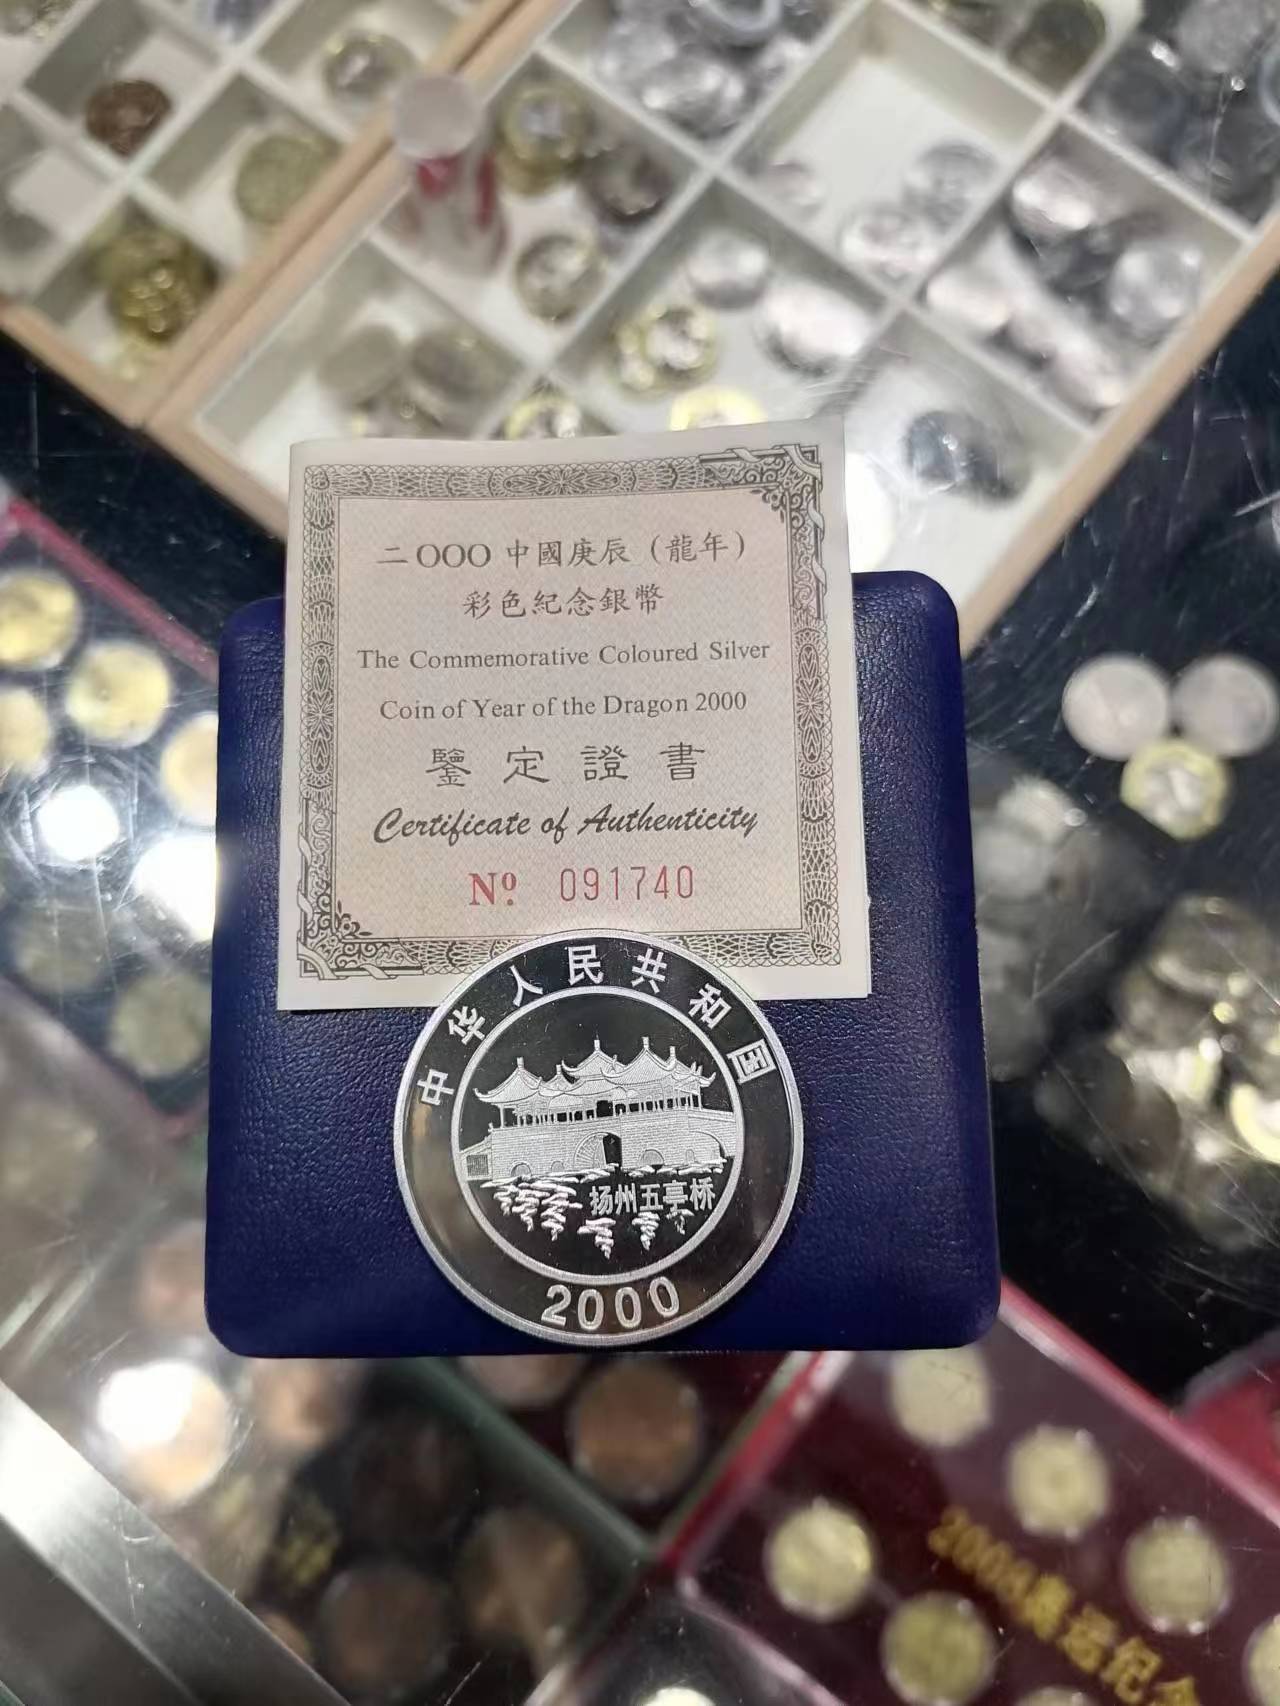 二OOO中國庚辰（龍年）
彩色紀念銀幣
The Commemorative Coloured Silver
Coin of Year of the Dragon 2000
鑒定證書
Certificate of Authenticity
Nº 091740
中华人民共和国
扬州五亭桥
2000